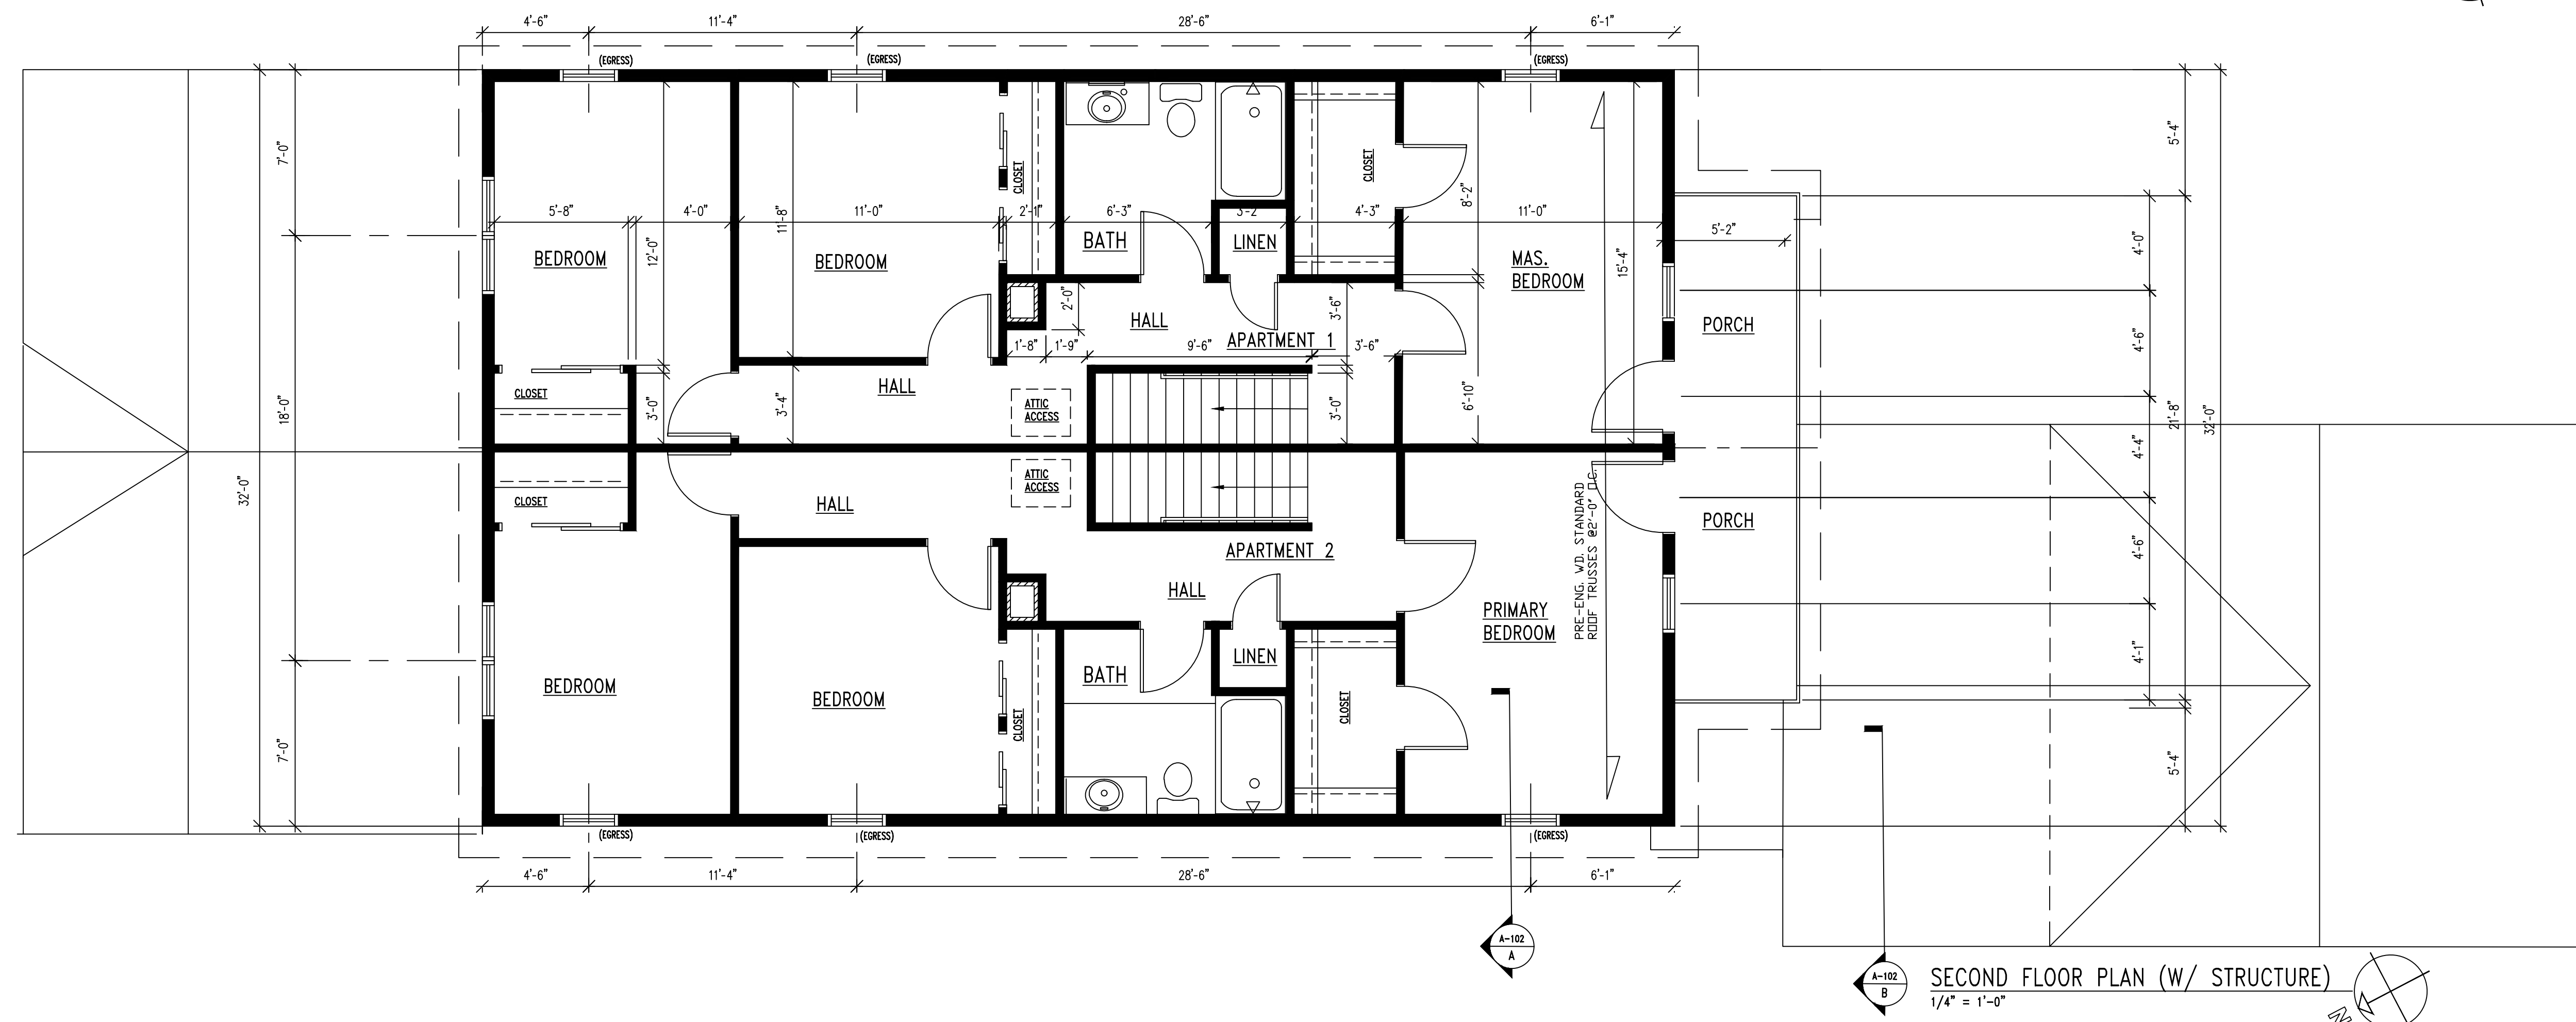 4'-6" 11'-4" 28'-6" 6'-1"
(EGRESS) (EGRESS) (EGRESS)
7'-0"
18'-0"
32'-0"
7'-0"
5'-8" 4'-0" 11'-0" 2'-1" 6'-3" 3'-2 4'-3" 11'-0" 5'-2"
12'-0"
11'-8"
8'-2"
15'-4"
CLOSET
CLOSET
BEDROOM
BEDROOM
BATH
LINEN
MAS.
BEDROOM
2'-0"
HALL
3'-6"
APARTMENT 1
1'-8" 1'-9" 9'-6" 3'-6"
PORCH
CLOSET
3'-0"
3'-4"
HALL
ATTIC
ACCESS
3'-0"
6'-10"
CLOSET
HALL
ATTIC
ACCESS
APARTMENT 2
HALL
PRE-ENG. WD. STANDARD
ROOF TRUSSES @2'-0" O.C.
PORCH
PRIMARY
BEDROOM
BEDROOM
BEDROOM
CLOSET
BATH
LINEN
CLOSET
5'-4"
4'-0"
4'-6"
4'-4"
4'-6"
4'-1"
5'-4"
21'-8"
32'-0"
(EGRESS) (EGRESS) (EGRESS)
4'-6" 11'-4" 28'-6" 6'-1"
A-102
A
A-102
B
SECOND FLOOR PLAN (W/ STRUCTURE)
1/4" = 1'-0"